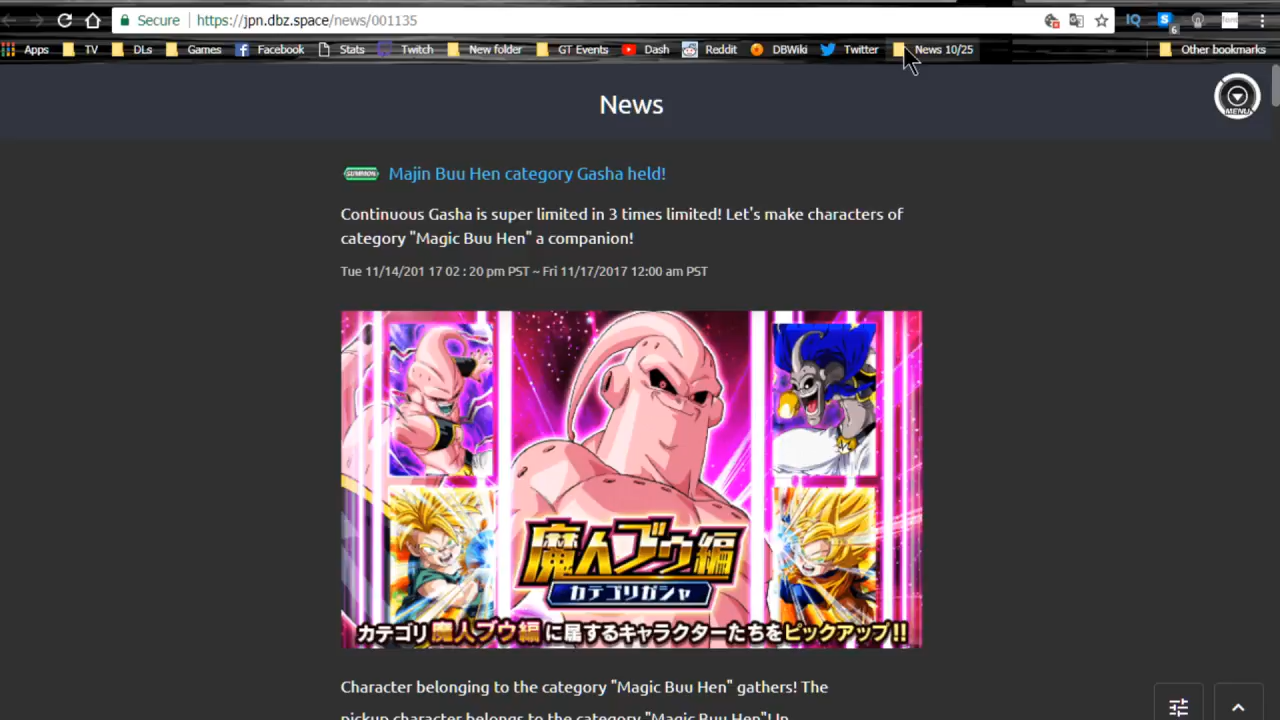 Secure https://jpn.dbz.space/news/001135
IQ
6
Apps TV DLs Games Facebook Stats Twitch New folder GT Events Dash Reddit DBWiki Twitter News 10/25 Other bookmarks
News
MENU
SUMMON Majin Buu Hen category Gasha held!
Continuous Gasha is super limited in 3 times limited! Let's make characters of
category "Magic Buu Hen" a companion!
Tue 11/14/201 17 02 : 20 pm PST ~ Fri 11/17/2017 12:00 am PST
魔人ブウ編
カテゴリガシャ
カテゴリ魔人ブウ編に属するキャラクターたちをピックアップ!!
Character belonging to the category "Magic Buu Hen" gathers! The
pickup character belongs to the category "Magic Buu Hen"!Up